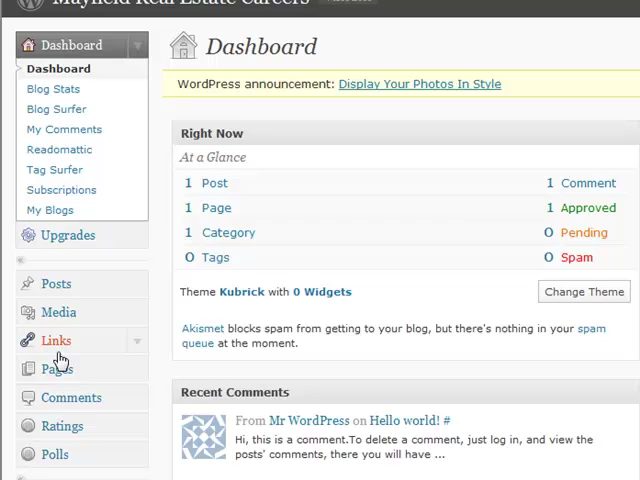 Mayfield Real Estate Careers
Dashboard
Dashboard
Blog Stats
Blog Surfer
My Comments
Readomattic
Tag Surfer
Subscriptions
My Blogs
Upgrades
Posts
Media
Links
Pages
Comments
Ratings
Polls
Dashboard
WordPress announcement: Display Your Photos In Style
Right Now
At a Glance
1 Post 1 Comment
1 Page 1 Approved
1 Category 0 Pending
0 Tags 0 Spam
Theme Kubrick with 0 Widgets Change Theme
Akismet blocks spam from getting to your blog, but there's nothing in your spam
queue at the moment.
Recent Comments
From Mr WordPress on Hello world! #
Hi, this is a comment.To delete a comment, just log in, and view the
posts' comments, there you will have ...